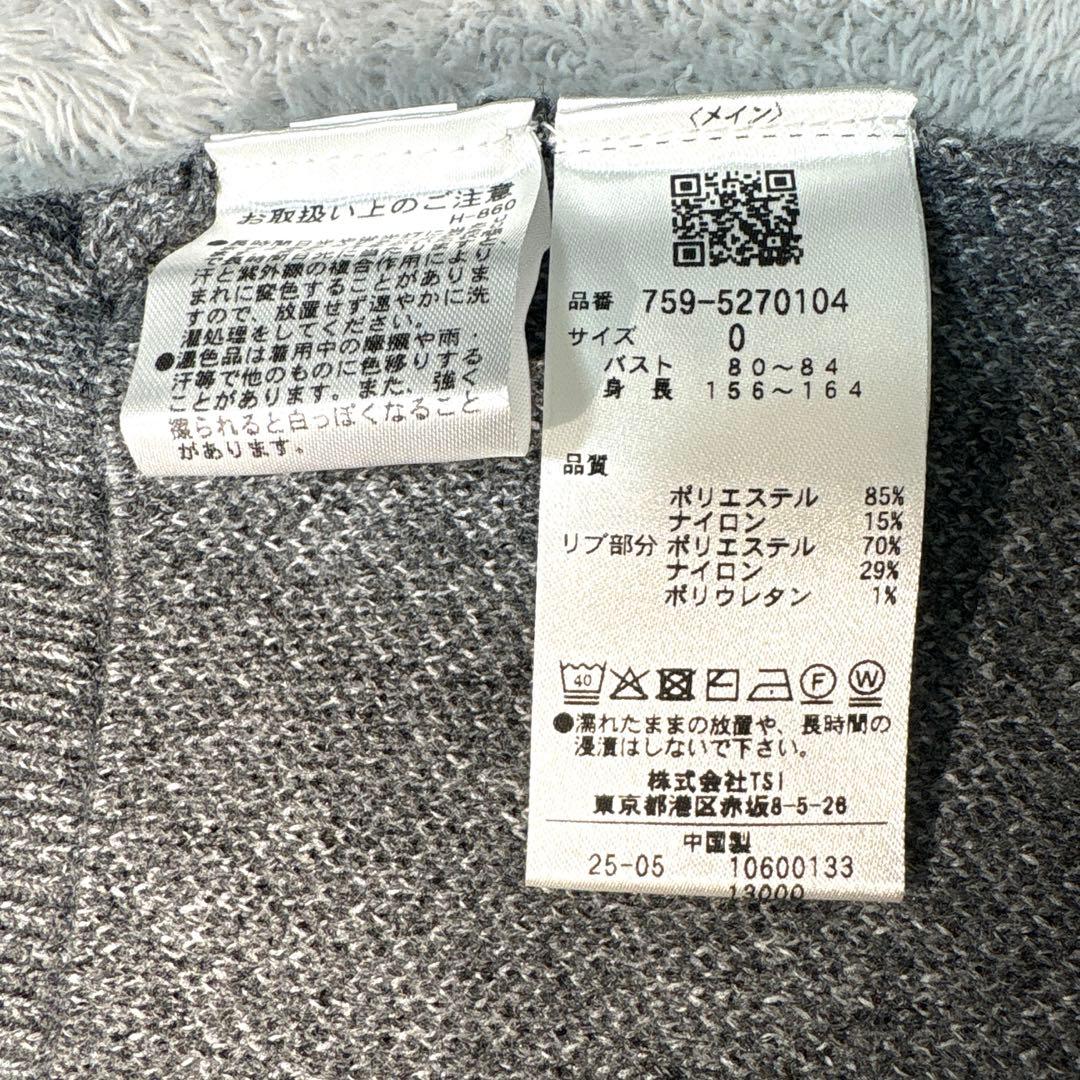 お取扱い上のご注意
H-860
汗と紫外線の複合作用により
まれに変色することがありま
すので、放置せず速やかに洗
濯処理をしてください。
●濃色品は着用中の摩擦や雨・
汗等で他のものに色移りする
ことがあります。また、強く
擦られると白っぽくなること
があります。
〈メイン〉
品番 759-5270104
サイズ 0
バスト 80～84
身長 156～164
品質
ポリエステル 85%
ナイロン 15%
リブ部分 ポリエステル 70%
ナイロン 29%
ポリウレタン 1%
40 F W
●濡れたままの放置や、長時間の
浸漬はしないで下さい。
株式会社TSI
東京都港区赤坂8-5-26
中国製
25-05 10600133
13000